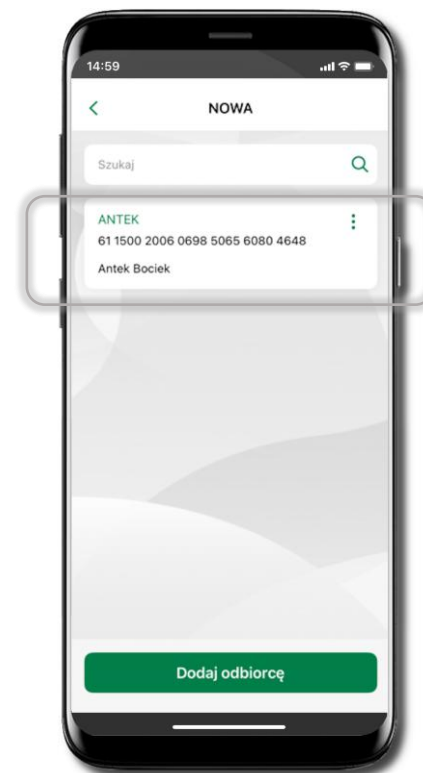 14:59
NOWA
Szukaj
ANTEK
61 1500 2006 0698 5065 6080 4648
Antek Bociek
Dodaj odbiorcę